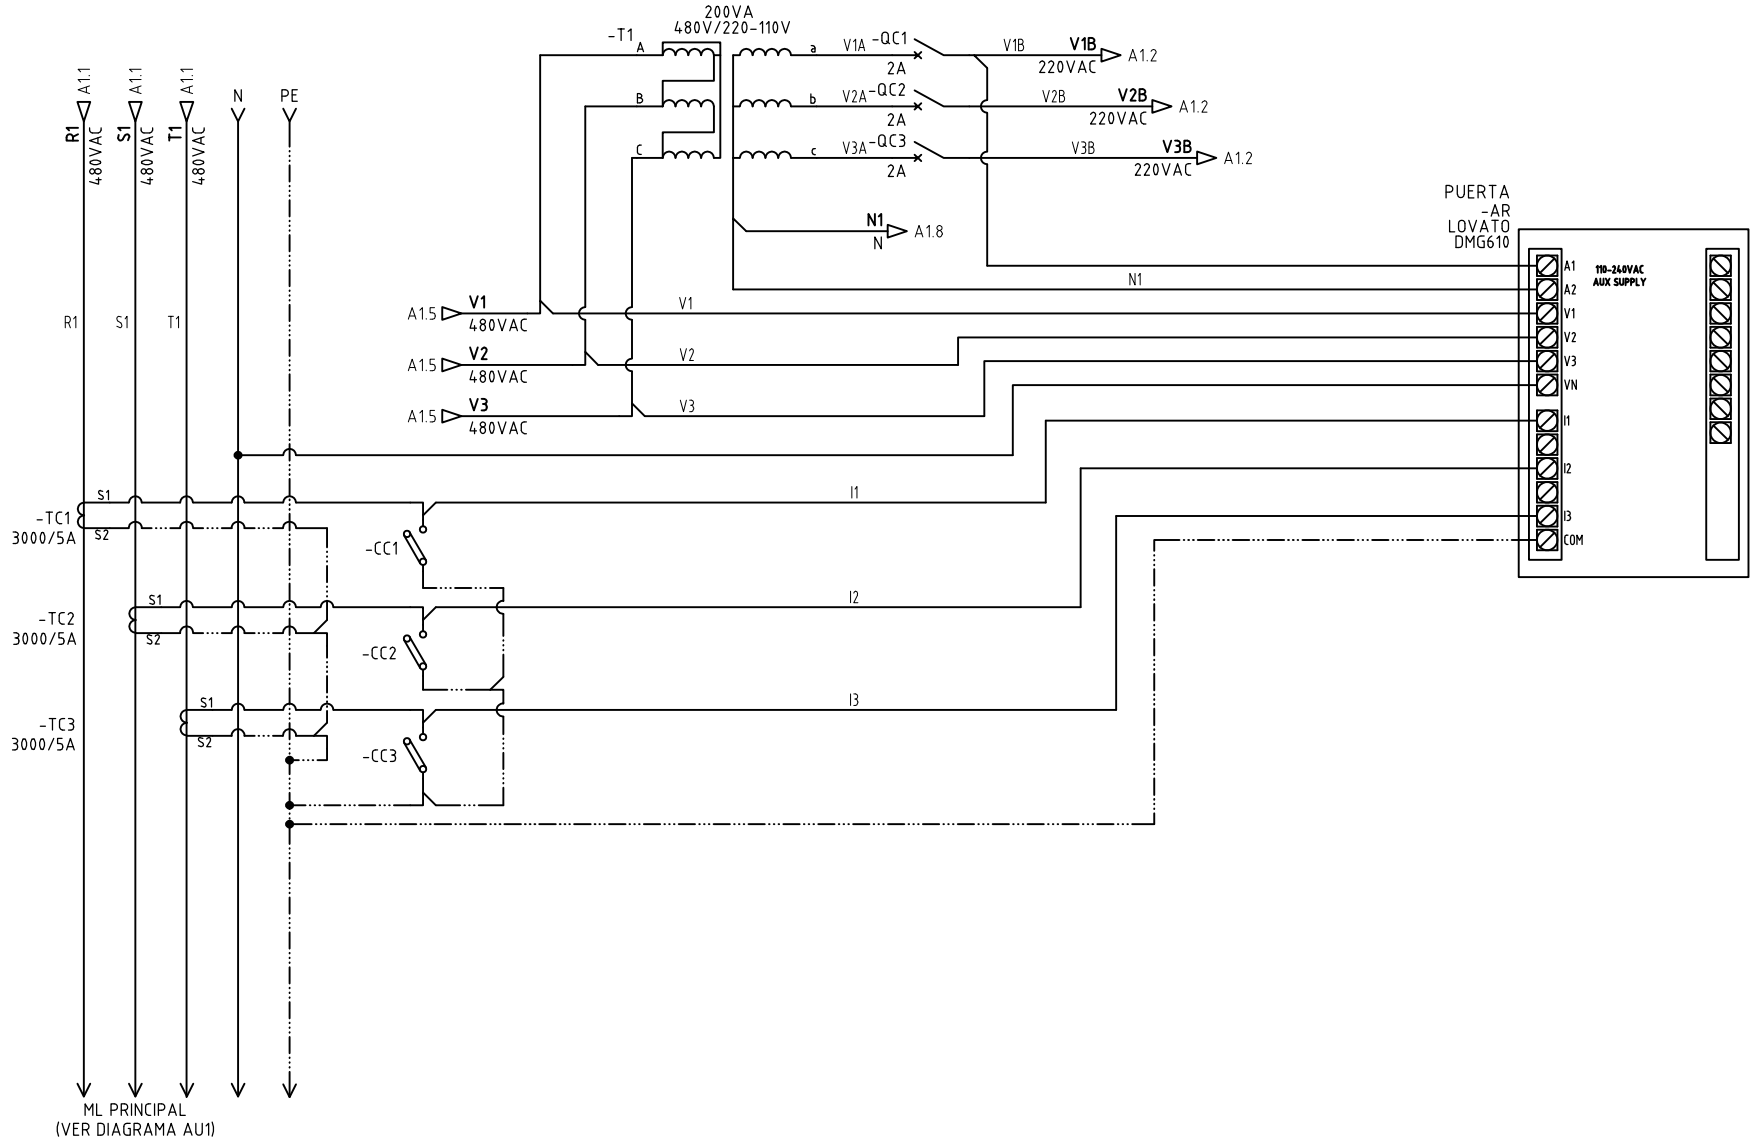 200VA
480V/220-110V
-T1
A
B
C
a
b
c
V1A
-QC1
2A
V1B
V1B
220VAC
A1.2
V2A
-QC2
2A
V2B
V2B
220VAC
A1.2
V3A
-QC3
2A
V3B
V3B
220VAC
A1.2
N1
N
A1.8
A1.1
A1.1
A1.1
N
PE
R1
480VAC
S1
480VAC
T1
480VAC
R1
S1
T1
A1.5
V1
480VAC
V1
A1.5
V2
480VAC
V2
A1.5
V3
480VAC
V3
N1
PUERTA
-AR
LOVATO
DMG610
110-240VAC
AUX SUPPLY
A1
A2
V1
V2
V3
VN
I1
I2
I3
COM
S1
-TC1
3000/5A
S2
-CC1
I1
S1
-TC2
3000/5A
S2
-CC2
I2
S1
-TC3
3000/5A
S2
-CC3
I3
ML PRINCIPAL
(VER DIAGRAMA AU1)